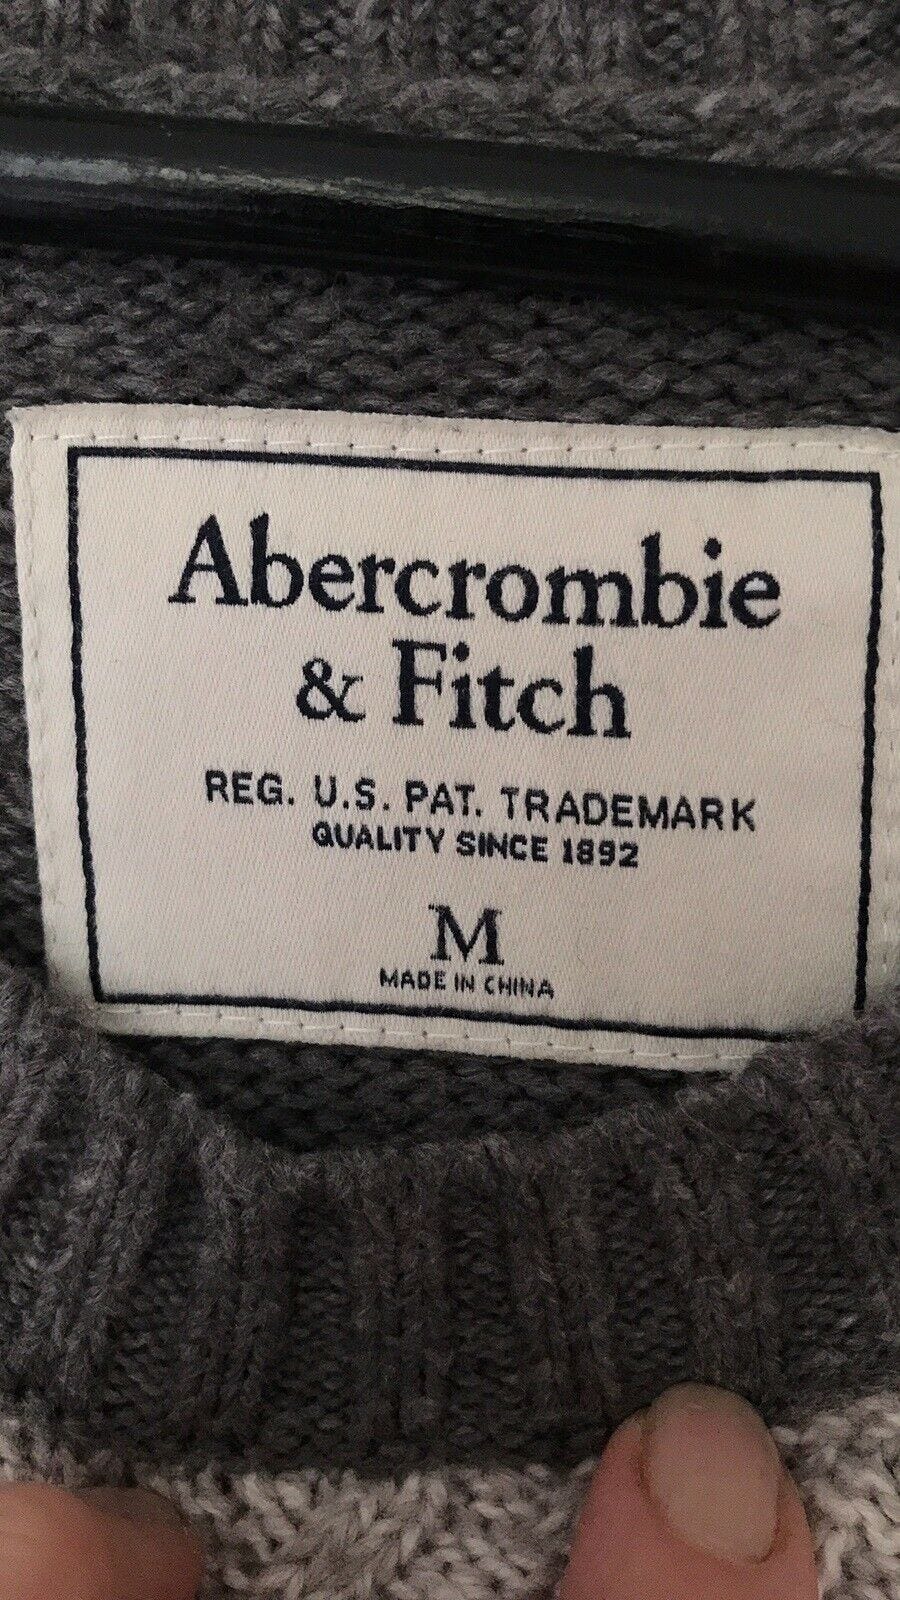 Abercrombie
& Fitch
REG. U.S. PAT. TRADEMARK
QUALITY SINCE 1892
M
MADE IN CHINA